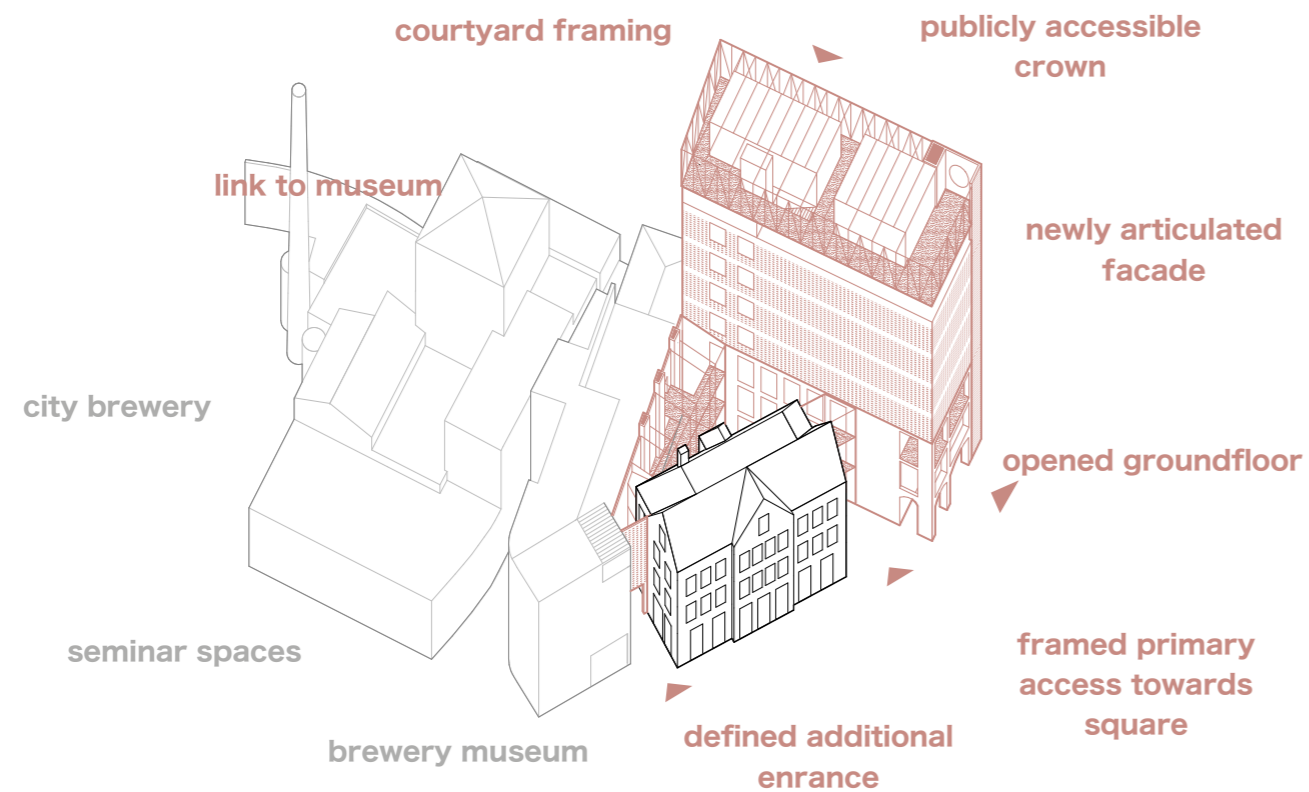 courtyard framing
publicly accessible
crown
link to museum
newly articulated
facade
city brewery
opened groundfloor
seminar spaces
framed primary
access towards
square
brewery museum
defined additional
enrance